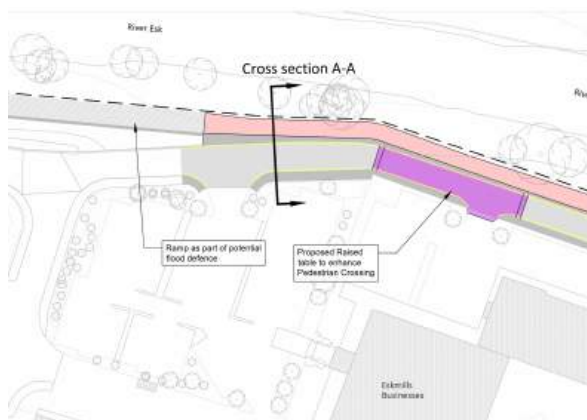 River Esk
Cross section A-A
Ramp as part of potential
flood defence
Proposed Raised
table to enhance
Pedestrian Crossing
Eskmills
Businesses